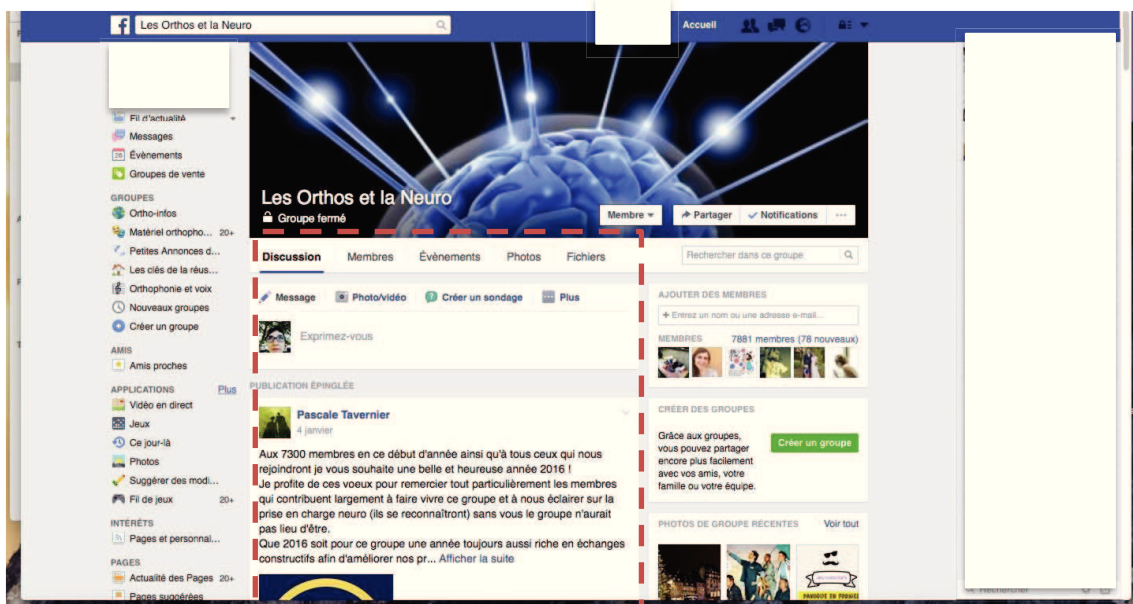 Les Orthos et la Neuro
Accueil
Fil d'actualité
Messages
Évènements
Groupes de vente
GROUPES
Ortho-infos
Matériel orthopho... 20+
Petites Annonces d...
Les clés de la réus...
Orthophonie et voix
Nouveaux groupes
Créer un groupe
AMIS
Amis proches
APPLICATIONS Plus
Vidéo en direct
Jeux
Ce jour-là
Photos
Suggérer des modi...
Fil de jeux 20+
INTÉRÊTS
Pages et personnal...
PAGES
Actualité des Pages 20+
Pages suggérées
Les Orthos et la Neuro
Groupe fermé
Membre Partager Notifications ...
Discussion Membres Évènements Photos Fichiers
Rechercher dans ce groupe
Message Photo/vidéo Créer un sondage Plus
Exprimez-vous
PUBLICATION ÉPINGLÉE
Pascale Tavernier
4 janvier
Aux 7300 membres en ce début d'année ainsi qu'à tous ceux qui nous
rejoindront je vous souhaite une belle et heureuse année 2016 !
Je profite de ces voeux pour remercier tout particulièrement les membres
qui contribuent largement à faire vivre ce groupe et à nous éclairer sur la
prise en charge neuro (ils se reconnaîtront) sans vous le groupe n'aurait
pas lieu d'être.
Que 2016 soit pour ce groupe une année toujours aussi riche en échanges
constructifs afin d'améliorer nos pr... Afficher la suite
AJOUTER DES MEMBRES
+ Entrez un nom ou une adresse e-mail...
MEMBRES 7881 membres (78 nouveaux)
CRÉER DES GROUPES
Grâce aux groupes,
vous pouvez partager
encore plus facilement
avec vos amis, votre
famille ou votre équipe.
Créer un groupe
PHOTOS DE GROUPE RÉCENTES Voir tout
Rechercher